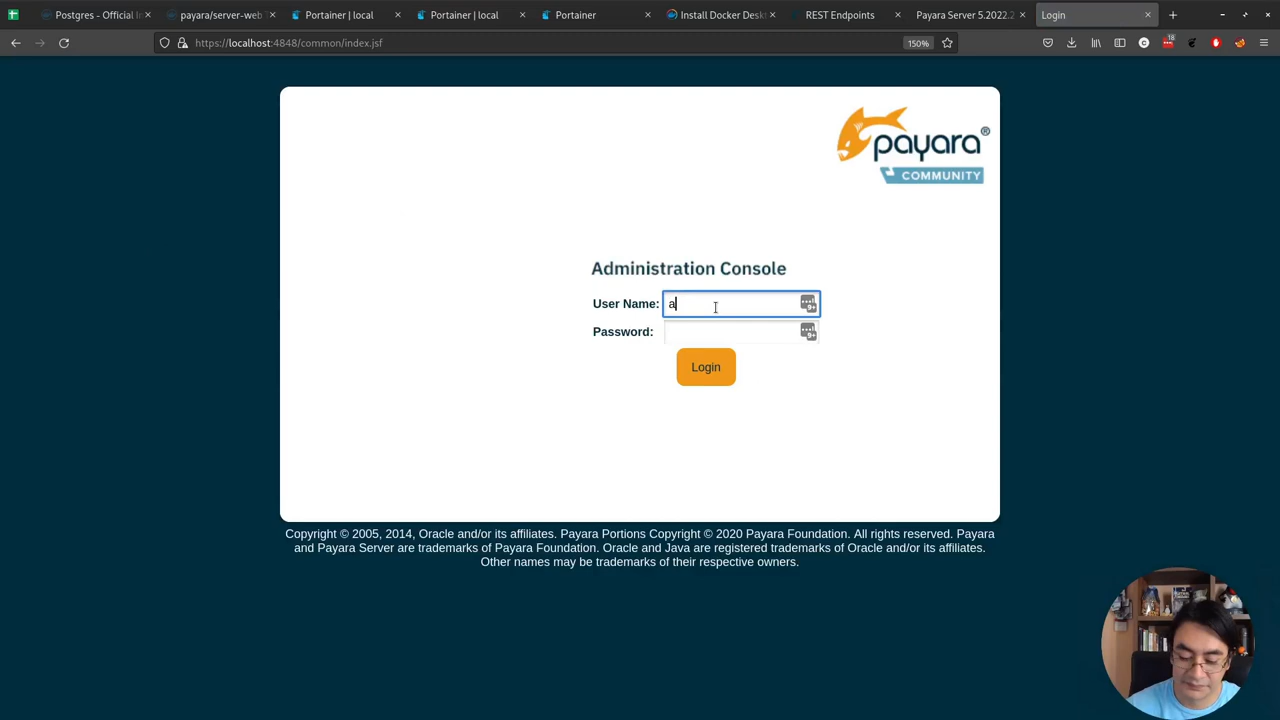 Postgres - Official I
payara/server-web
Portainer | local
Portainer | local
Portainer
Install Docker Desk
REST Endpoints
Payara Server 5.2022.2
Login
https://localhost:4848/common/index.jsf
150%
18
payara®
COMMUNITY
Administration Console
User Name: a
9+
Password:
9+
Login
Copyright © 2005, 2014, Oracle and/or its affiliates. Payara Portions Copyright © 2020 Payara Foundation. All rights reserved. Payara
and Payara Server are trademarks of Payara Foundation. Oracle and Java are registered trademarks of Oracle and/or its affiliates.
Other names may be trademarks of their respective owners.